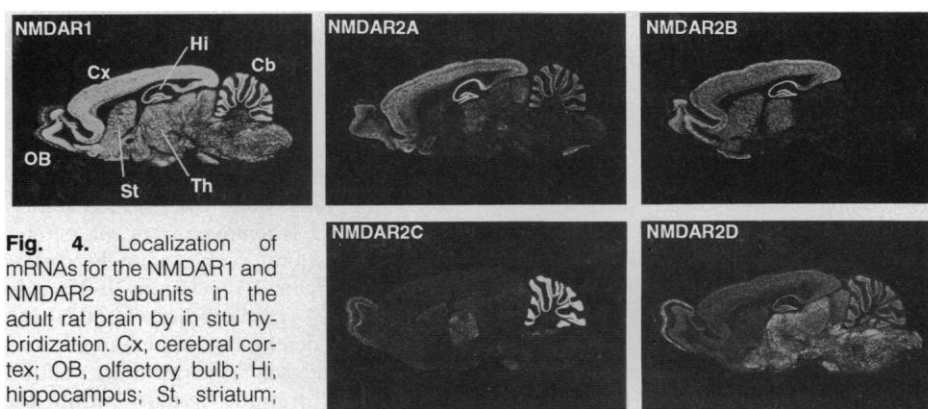 NMDAR1
Hi
Cx
Cb
OB
St
Th
NMDAR2A
NMDAR2B
Fig. 4. Localization of
mRNAs for the NMDAR1 and
NMDAR2 subunits in the
adult rat brain by in situ hy-
bridization. Cx, cerebral cor-
tex; OB, olfactory bulb; Hi,
hippocampus; St, striatum;
NMDAR2C
NMDAR2D